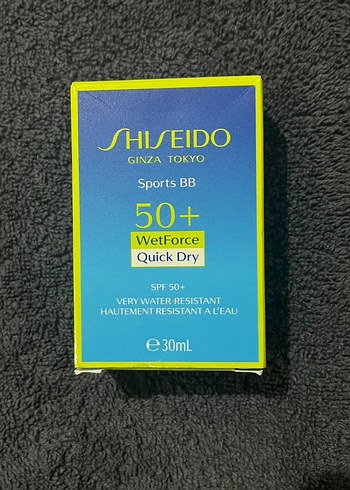 SHISEIDO
GINZA TOKYO
Sports BB
50+
WetForce
Quick Dry
SPF 50+
VERY WATER-RESISTANT
HAUTEMENT RESISTANT A L'EAU
℮30mL